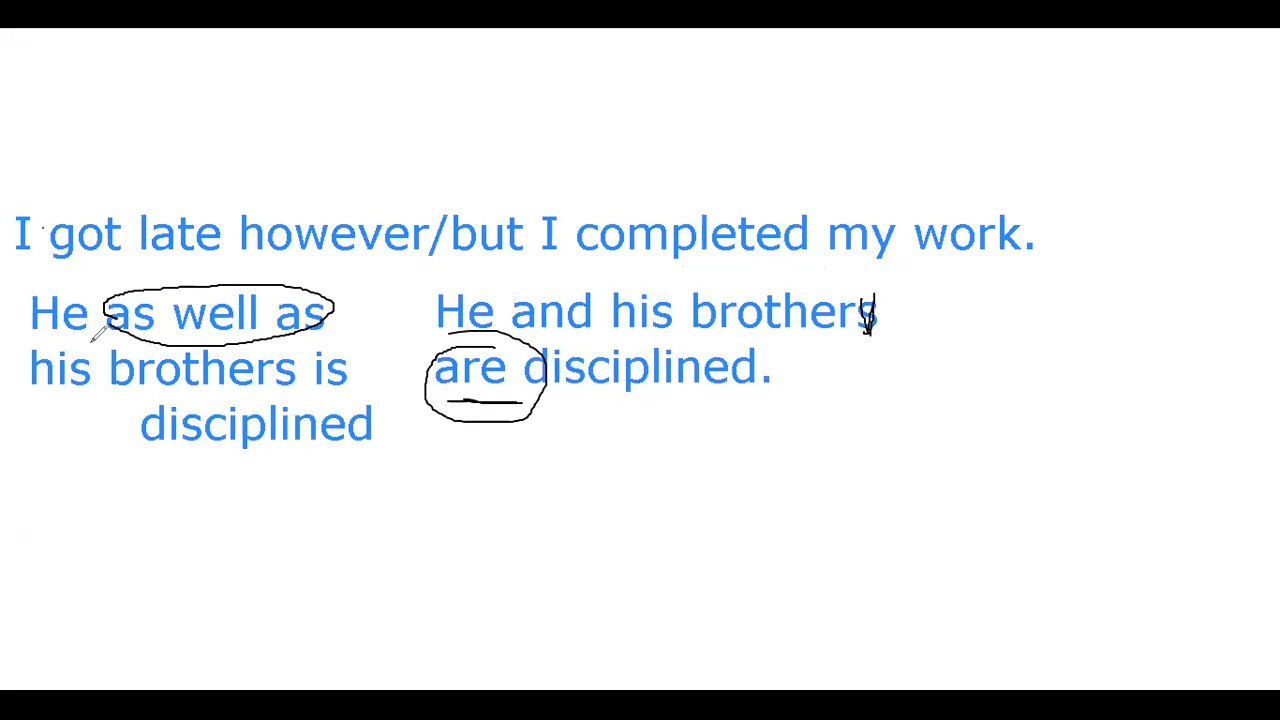 I got late however/but I completed my work.
He as well as
his brothers is
disciplined
He and his brothers
are disciplined.